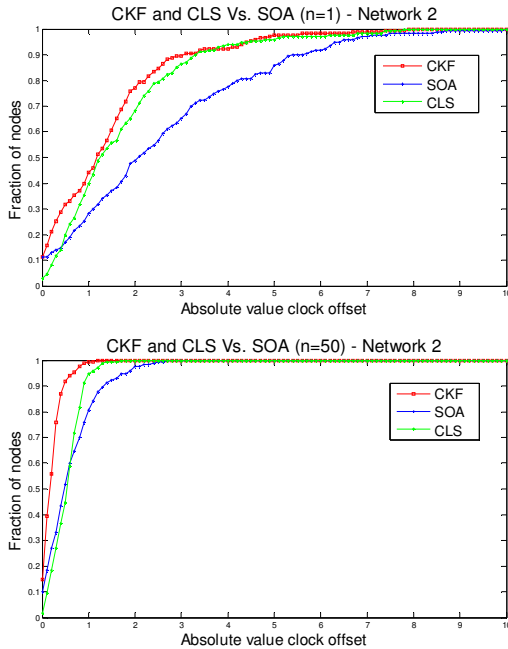 CKF and CLS Vs. SOA (n=1) - Network 2
Fraction of nodes
1
0.9
0.8
0.7
0.6
0.5
0.4
0.3
0.2
0.1
0
CKF
SOA
CLS
0 1 2 3 4 5 6 7 8 9 10
Absolute value clock offset
CKF and CLS Vs. SOA (n=50) - Network 2
Fraction of nodes
1
0.9
0.8
0.7
0.6
0.5
0.4
0.3
0.2
0.1
0
CKF
SOA
CLS
0 1 2 3 4 5 6 7 8 9 10
Absolute value clock offset